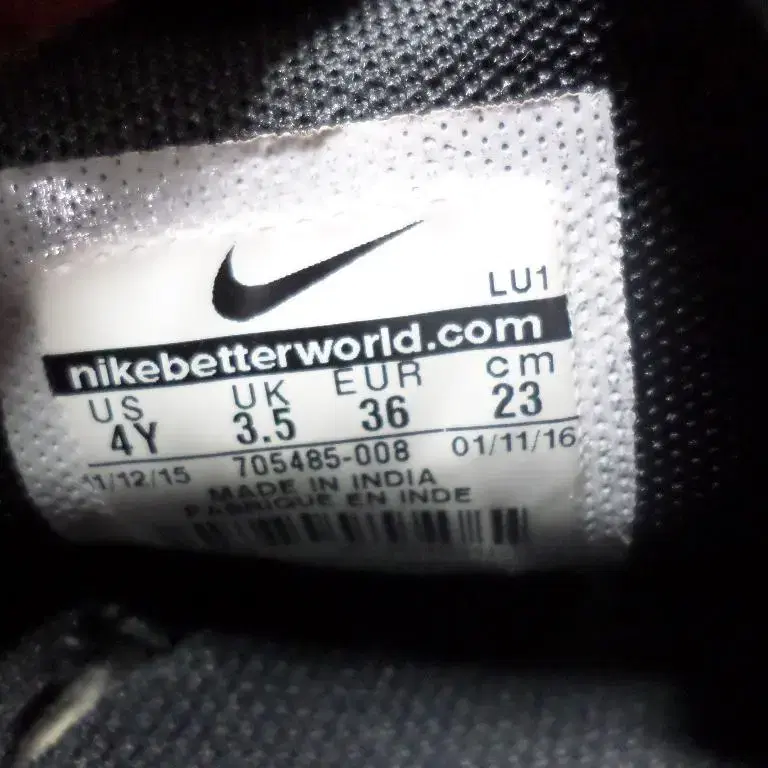 LU1
nikebetterworld.com
US UK EUR cm
4Y 3.5 36 23
11/12/15 705485-008 01/11/16
MADE IN INDIA
FABRIQUE EN INDE